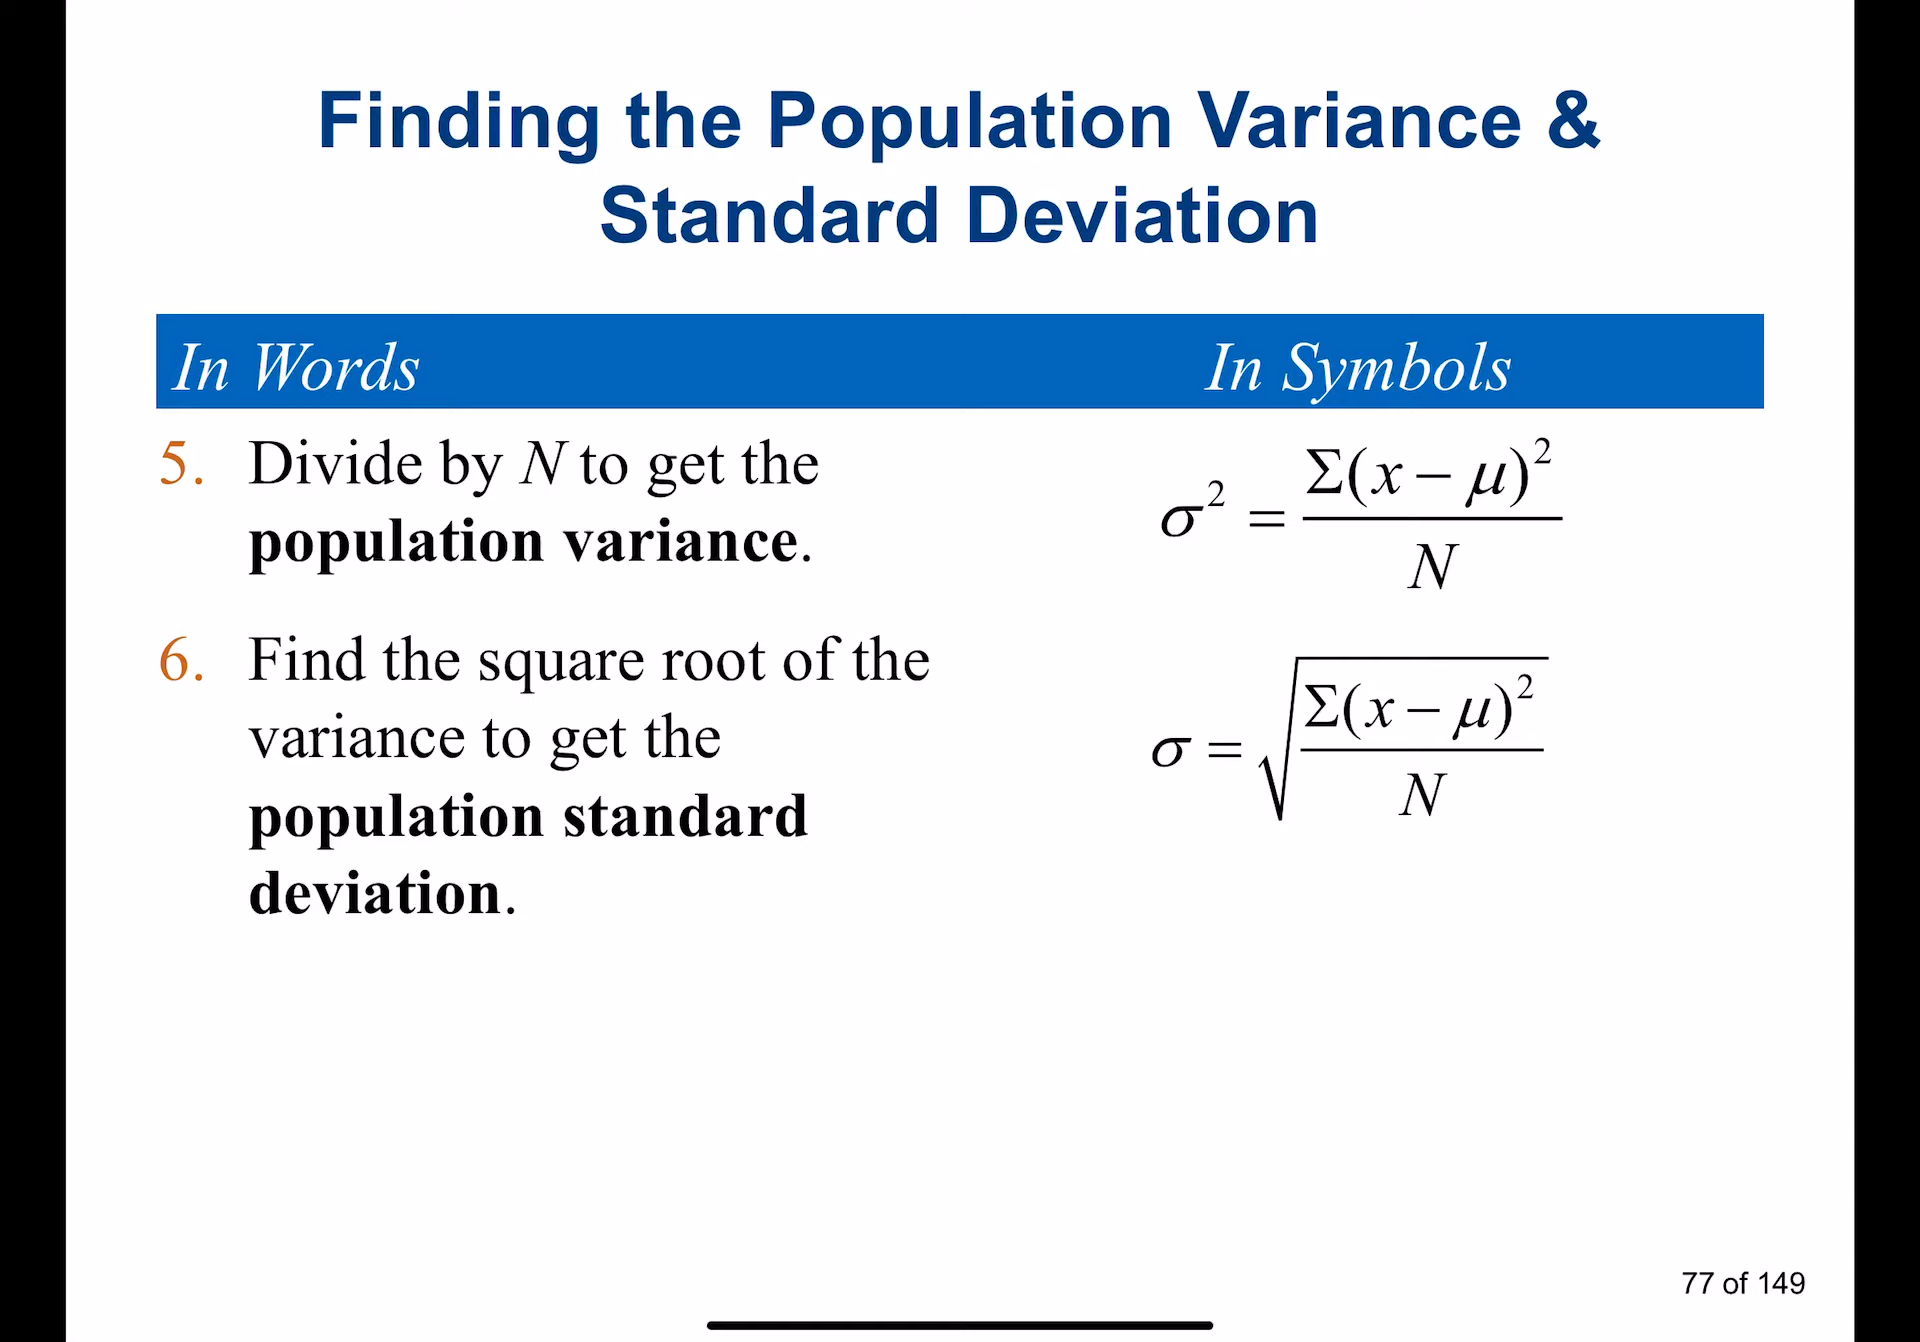 Finding the Population Variance &
Standard Deviation
In Words In Symbols
5. Divide by N to get the
population variance.
σ² = Σ(x − μ)² / N
6. Find the square root of the
variance to get the
population standard
deviation.
σ = √(Σ(x − μ)² / N)
77 of 149